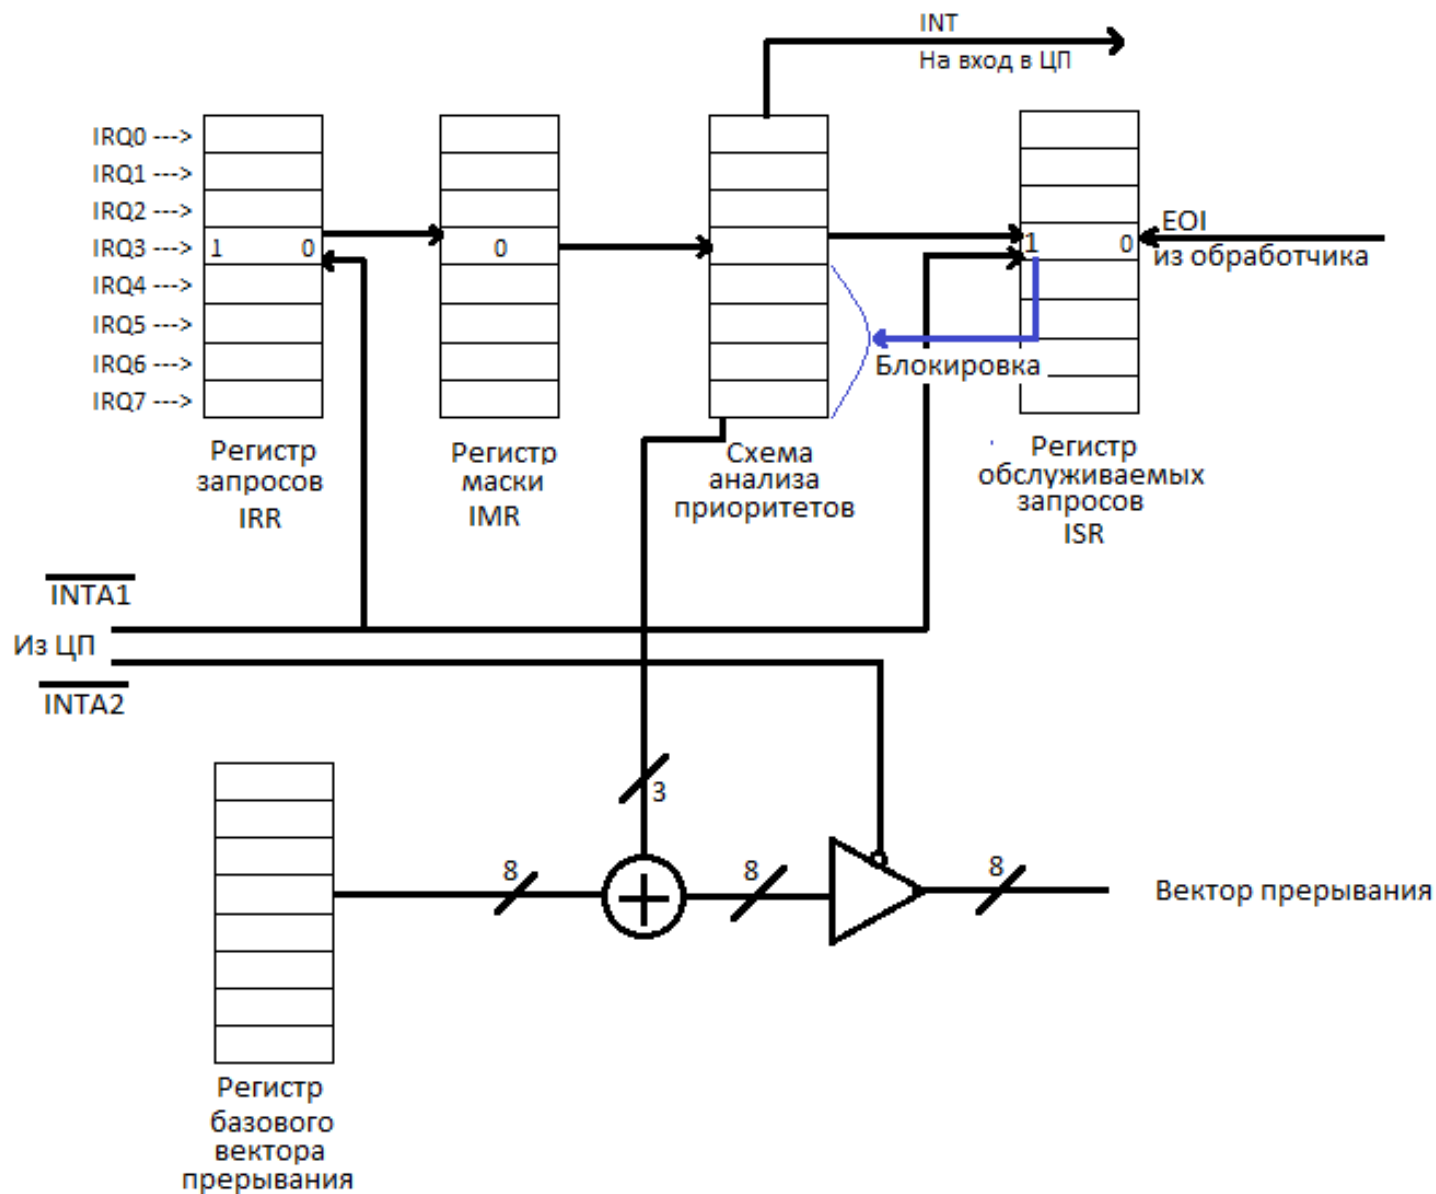 INT
На вход в ЦП
IRQ0 --->
IRQ1 --->
IRQ2 --->
IRQ3 --->
IRQ4 --->
IRQ5 --->
IRQ6 --->
IRQ7 --->
1 0
0
1 0
EOI
из обработчика
Блокировка
Регистр
запросов
IRR
Регистр
маски
IMR
Схема
анализа
приоритетов
Регистр
обслуживаемых
запросов
ISR
INTA1
Из ЦП
INTA2
3
8
8
8
Вектор прерывания
Регистр
базового
вектора
прерывания